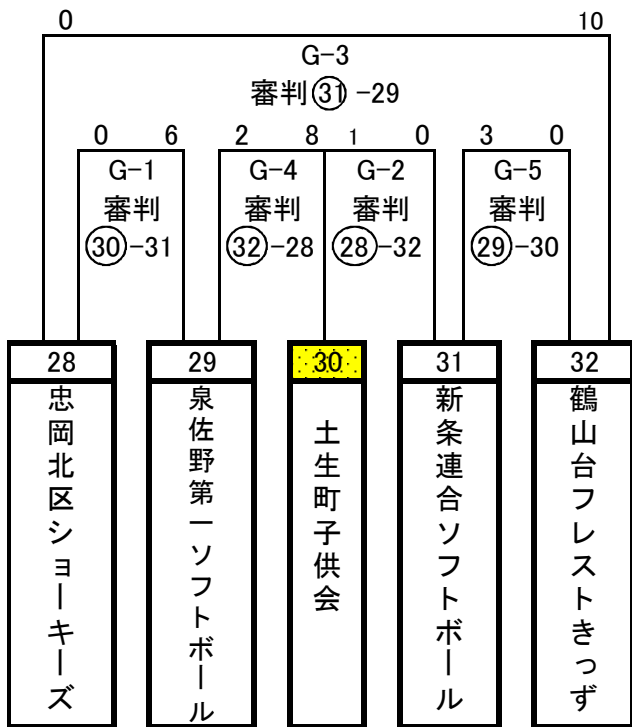 0 10
G-3
審判㉛-29
0 6 2 8 1 0 3 0
G-1 G-4 G-2 G-5
審判 審判 審判 審判
㉚-31 ㉜-28 ㉘-32 ㉙-30
28 29 30 31 32
忠岡北区ショーキーズ
泉佐野第一ソフトボール
土生町子供会
新条連合ソフトボール
鶴山台フレストきっず